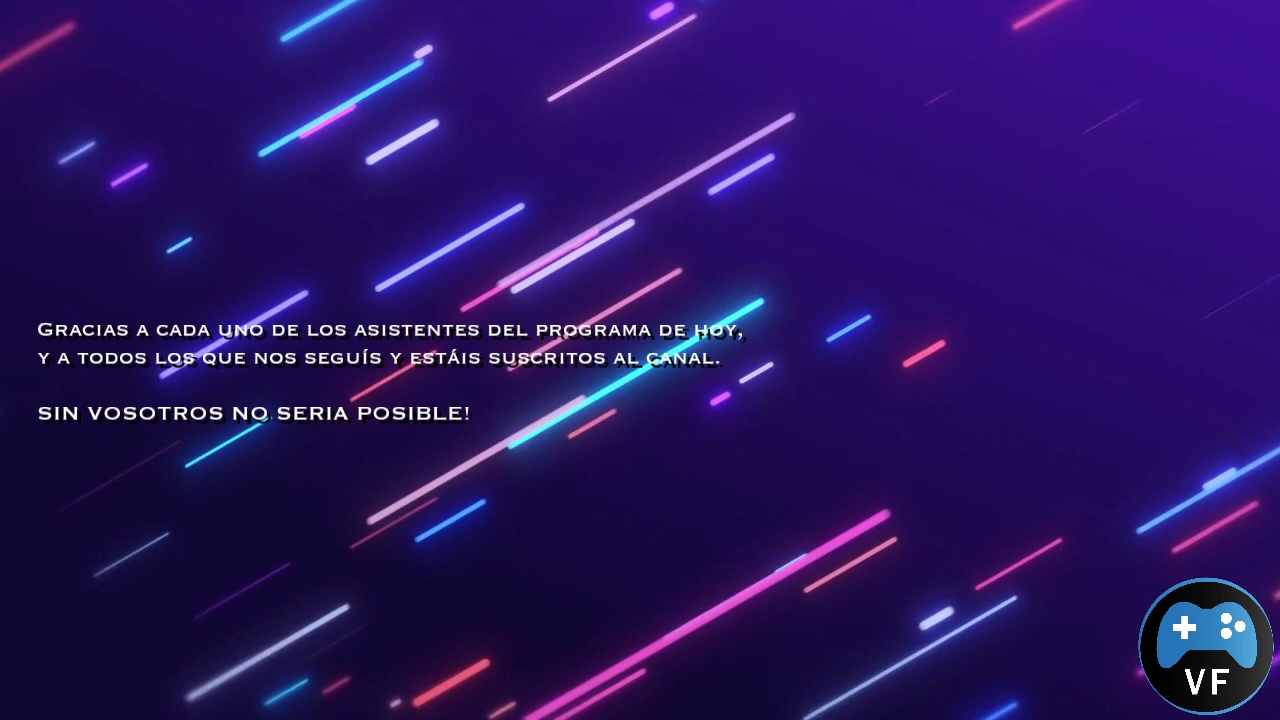 Gracias a cada uno de los asistentes del programa de hoy,
y a todos los que nos seguís y estáis suscritos al canal.
SIN VOSOTROS NO SERIA POSIBLE!
VF